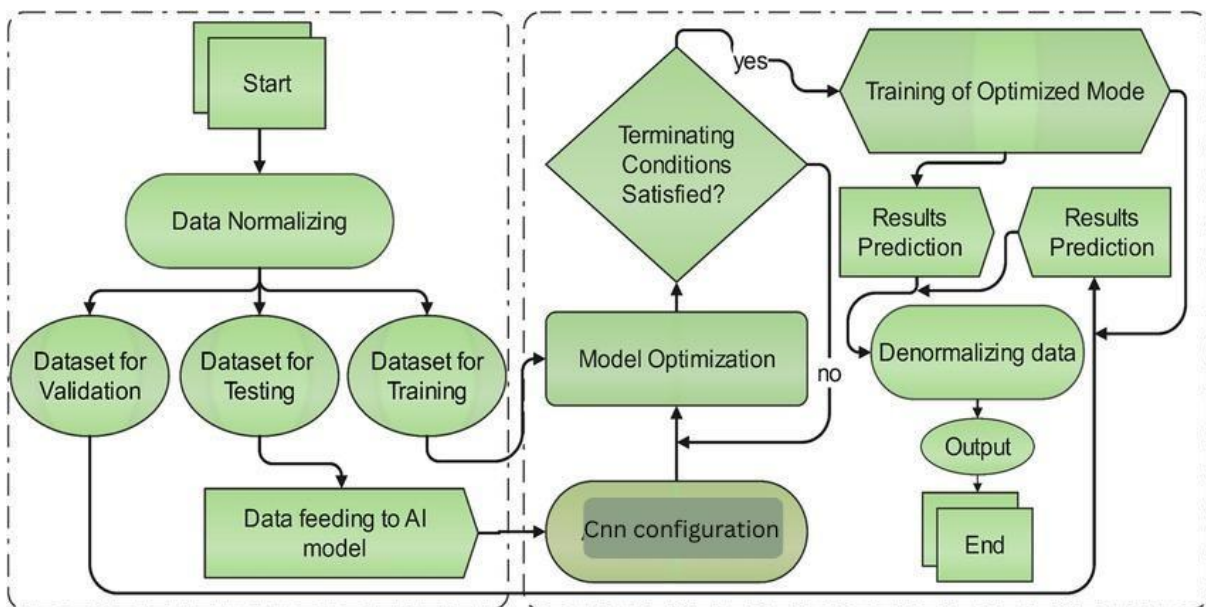 Start
Data Normalizing
Dataset for
Validation
Dataset for
Testing
Dataset for
Training
Data feeding to AI
model
Terminating
Conditions
Satisfied?
yes
no
Training of Optimized Mode
Results
Prediction
Results
Prediction
Model Optimization
Denormalizing data
Output
Cnn configuration
End